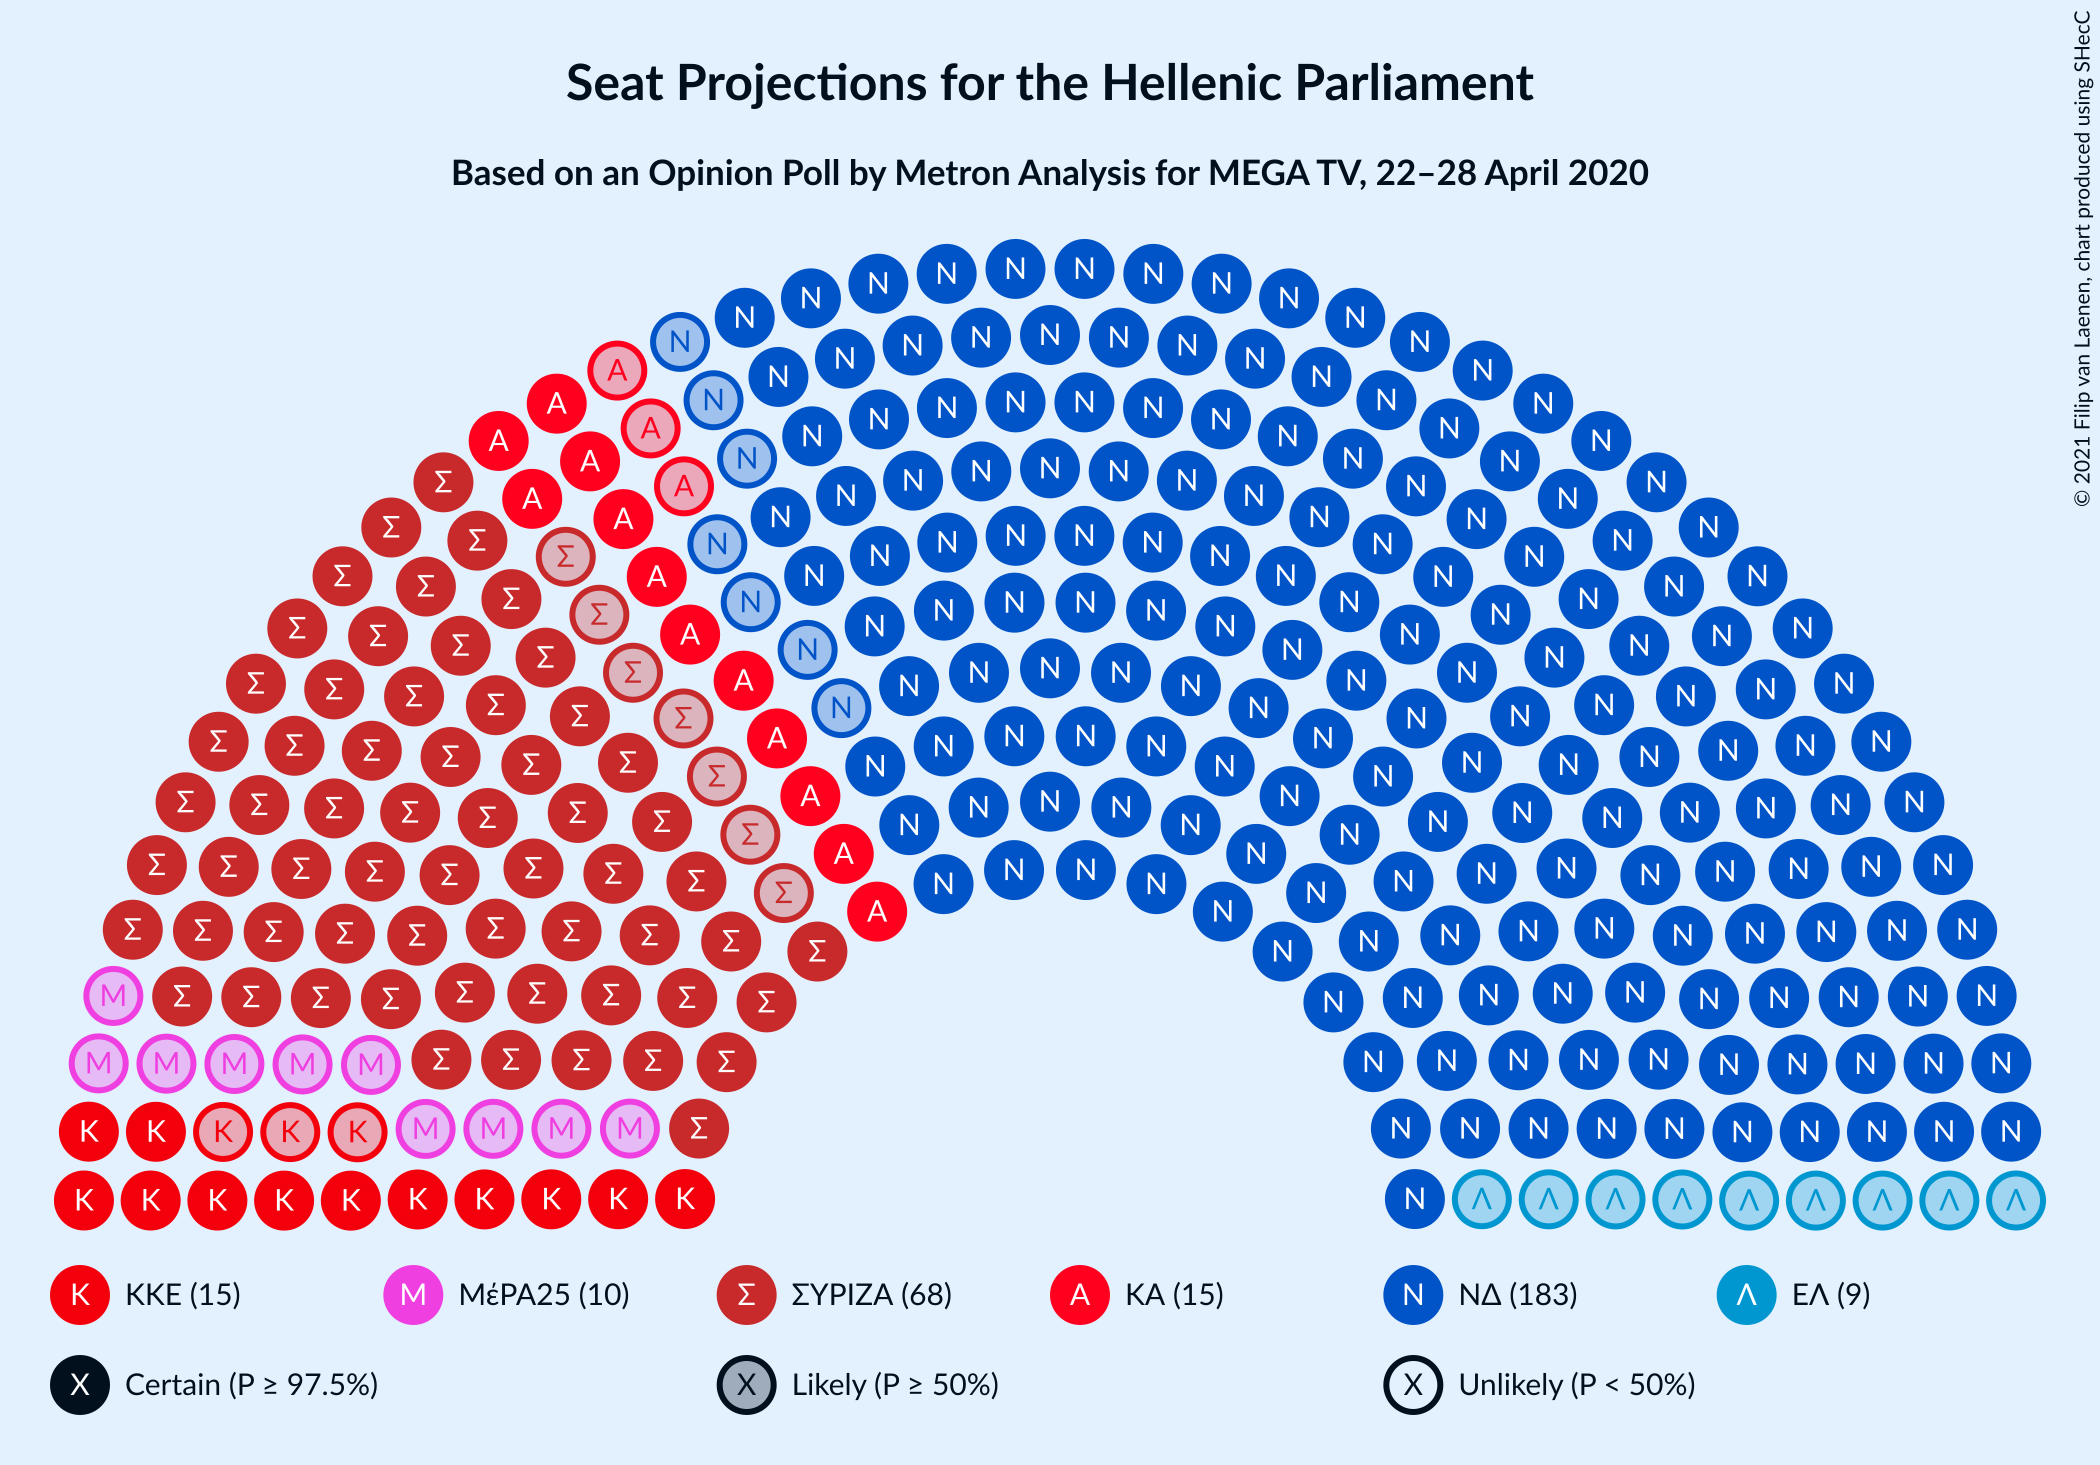 Seat Projections for the Hellenic Parliament
Based on an Opinion Poll by Metron Analysis for MEGA TV, 22–28 April 2020
© 2021 Filip van Laenen, chart produced using SHecC
K ΚΚΕ (15)
M ΜέΡΑ25 (10)
Σ ΣΥΡΙΖΑ (68)
A ΚΑ (15)
N ΝΔ (183)
Λ ΕΛ (9)
X Certain (P ≥ 97.5%)
X Likely (P ≥ 50%)
X Unlikely (P < 50%)